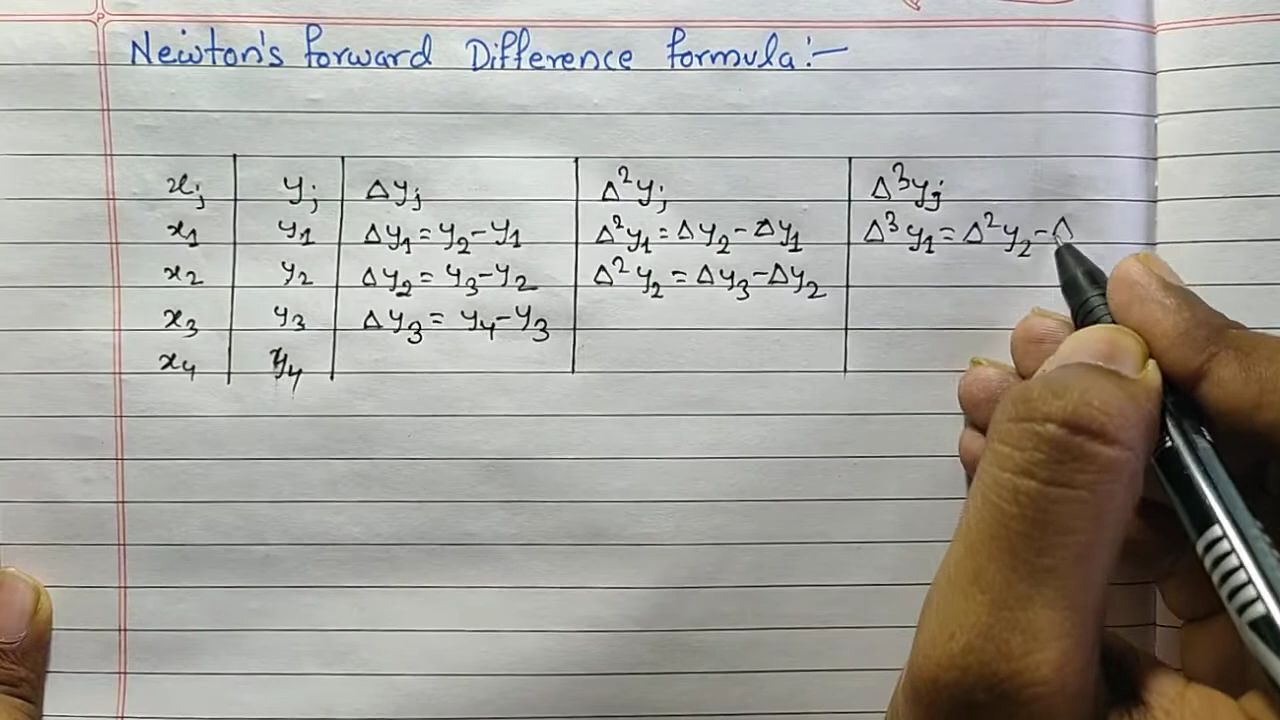 Newton's forward Difference formula:-
xj yj Δyj Δ²yj Δ³yj
x1 y1 Δy1 = y2-y1 Δ²y1 = Δy2-Δy1 Δ³y1 = Δ²y2-Δ
x2 y2 Δy2 = y3-y2 Δ²y2 = Δy3-Δy2
x3 y3 Δy3 = y4-y3
x4 y4